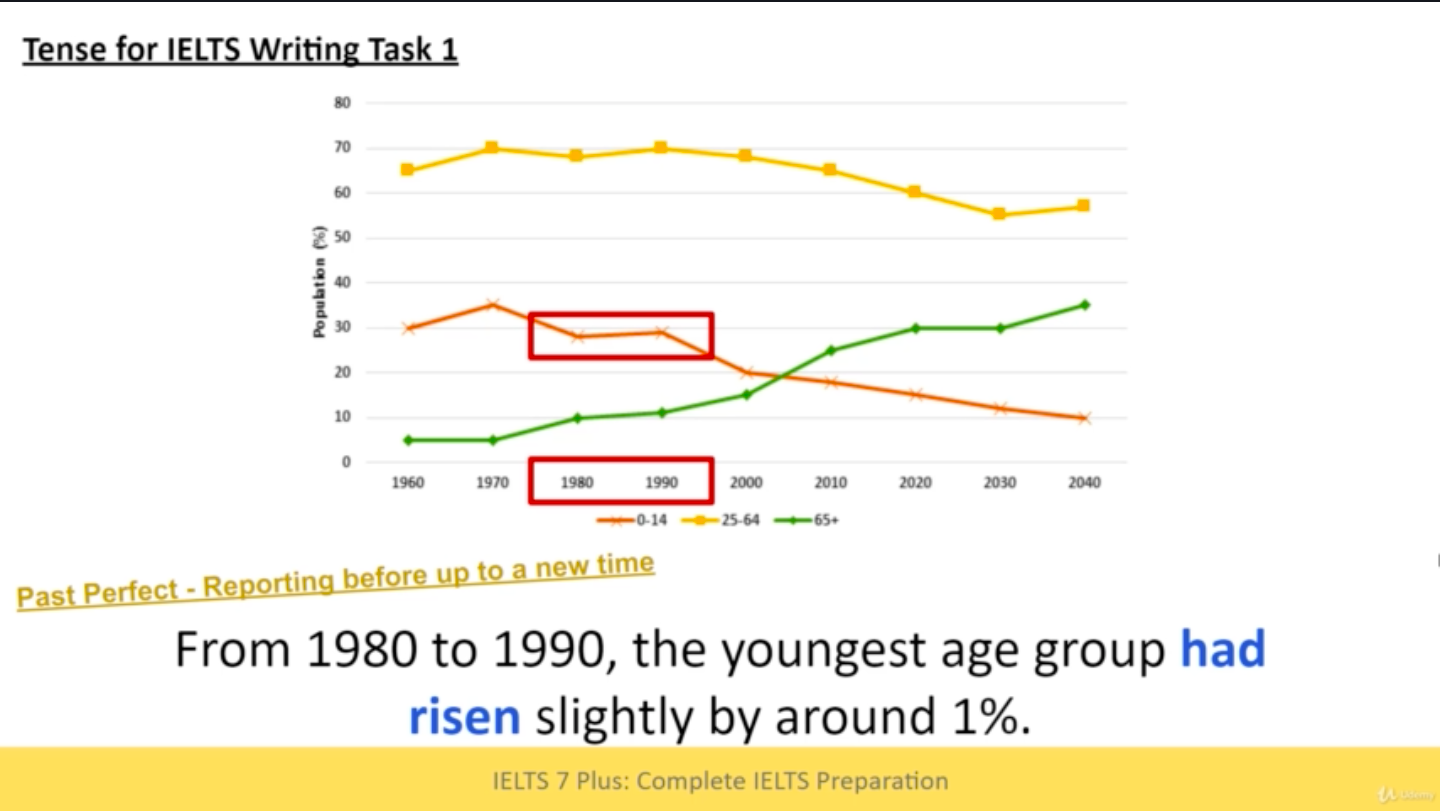 Tense for IELTS Writing Task 1
80
70
60
50
40
30
20
10
0
Population (%)
1960 1970 1980 1990 2000 2010 2020 2030 2040
0-14 25-64 65+
Past Perfect - Reporting before up to a new time
From 1980 to 1990, the youngest age group had
risen slightly by around 1%.
IELTS 7 Plus: Complete IELTS Preparation
Udemy